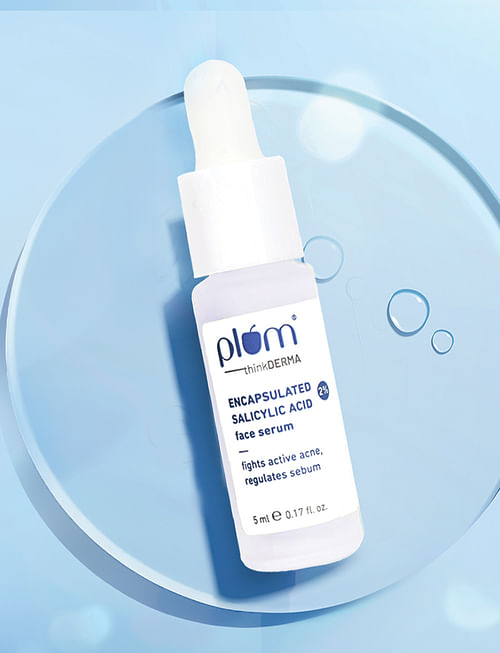 plum
thinkDERMA
ENCAPSULATED
SALICYLIC ACID 2%
face serum
fights active acne,
regulates sebum
5 ml ℮ 0.17 fl. oz.